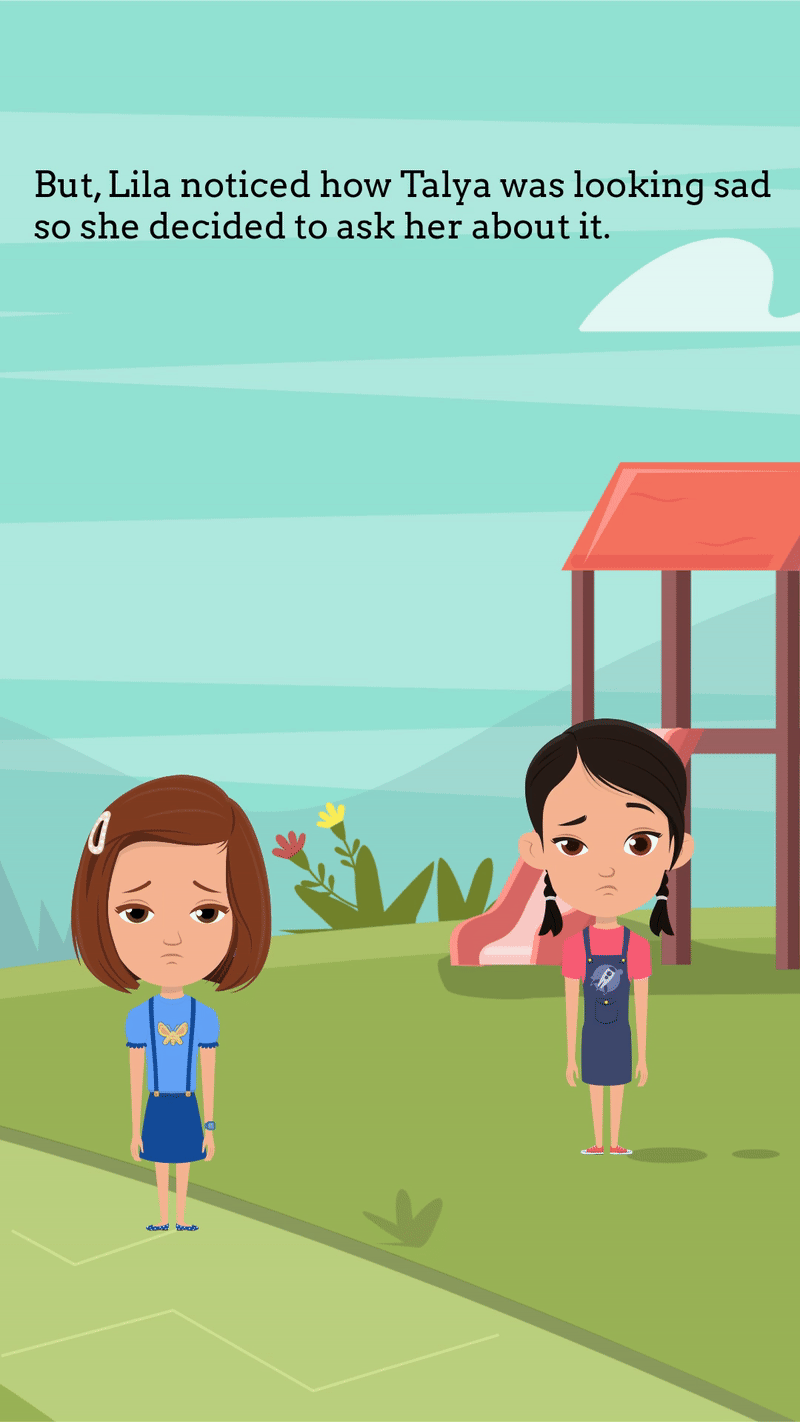 But, Lila noticed how Talya was looking sad
so she decided to ask her about it.